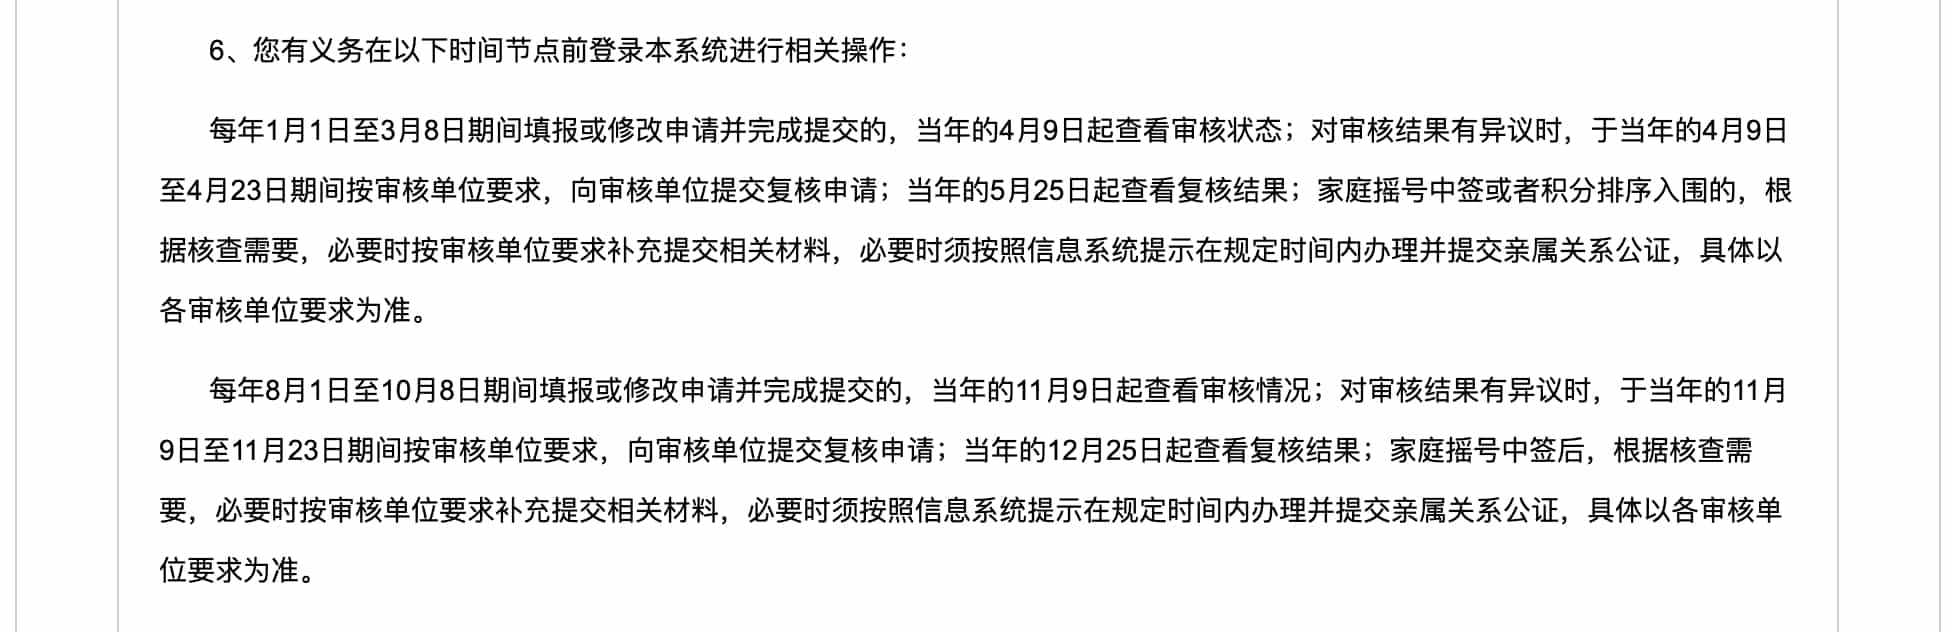 6、您有义务在以下时间节点前登录本系统进行相关操作：
每年1月1日至3月8日期间填报或修改申请并完成提交的，当年的4月9日起查看审核状态；对审核结果有异议时，于当年的4月9日
至4月23日期间按审核单位要求，向审核单位提交复核申请；当年的5月25日起查看复核结果；家庭摇号中签或者积分排序入围的，根
据核查需要，必要时按审核单位要求补充提交相关材料，必要时须按照信息系统提示在规定时间内办理并提交亲属关系公证，具体以
各审核单位要求为准。
每年8月1日至10月8日期间填报或修改申请并完成提交的，当年的11月9日起查看审核情况；对审核结果有异议时，于当年的11月
9日至11月23日期间按审核单位要求，向审核单位提交复核申请；当年的12月25日起查看复核结果；家庭摇号中签后，根据核查需
要，必要时按审核单位要求补充提交相关材料，必要时须按照信息系统提示在规定时间内办理并提交亲属关系公证，具体以各审核单
位要求为准。